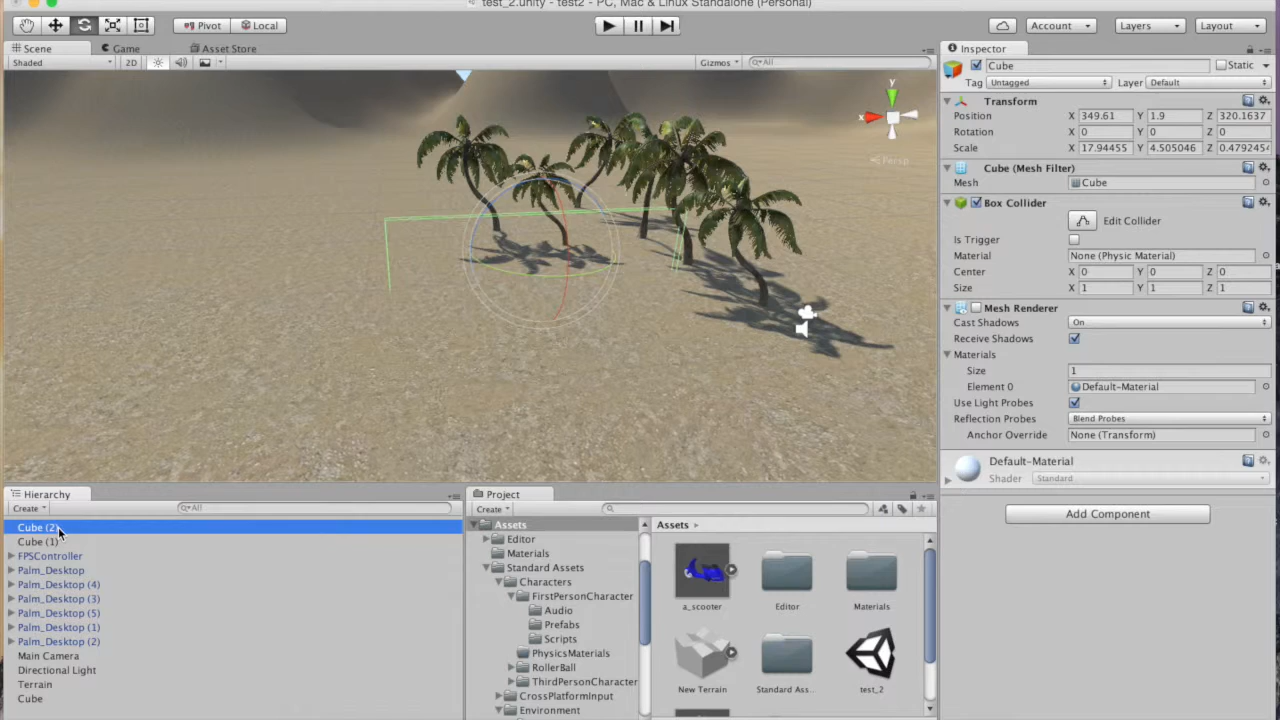 test_2.unity - test2 - PC, Mac & Linux Standalone (Personal)
Pivot Local Account Layers Layout
Scene Game Asset Store
Shaded 2D Gizmos All
y
x
Persp
Inspector
Cube Static
Tag Untagged Layer Default
Transform
Position X 349.61 Y 1.9 Z 320.1637
Rotation X 0 Y 0 Z 0
Scale X 17.94455 Y 4.505046 Z 0.479245
Cube (Mesh Filter)
Mesh Cube
Box Collider
Edit Collider
Is Trigger
Material None (Physic Material)
Center X 0 Y 0 Z 0
Size X 1 Y 1 Z 1
Mesh Renderer
Cast Shadows On
Receive Shadows
Materials
Size 1
Element 0 Default-Material
Use Light Probes
Reflection Probes Blend Probes
Anchor Override None (Transform)
Default-Material
Shader Standard
Add Component
Hierarchy
Create All
Cube (2)
Cube (1)
FPSController
Palm_Desktop
Palm_Desktop (4)
Palm_Desktop (3)
Palm_Desktop (5)
Palm_Desktop (1)
Palm_Desktop (2)
Main Camera
Directional Light
Terrain
Cube
Project
Create
Assets
Editor
Materials
Standard Assets
Characters
FirstPersonCharacter
Audio
Prefabs
Scripts
PhysicsMaterials
RollerBall
ThirdPersonCharacter
CrossPlatformInput
Environment
Assets
a_scooter Editor Materials
New Terrain Standard Ass... test_2